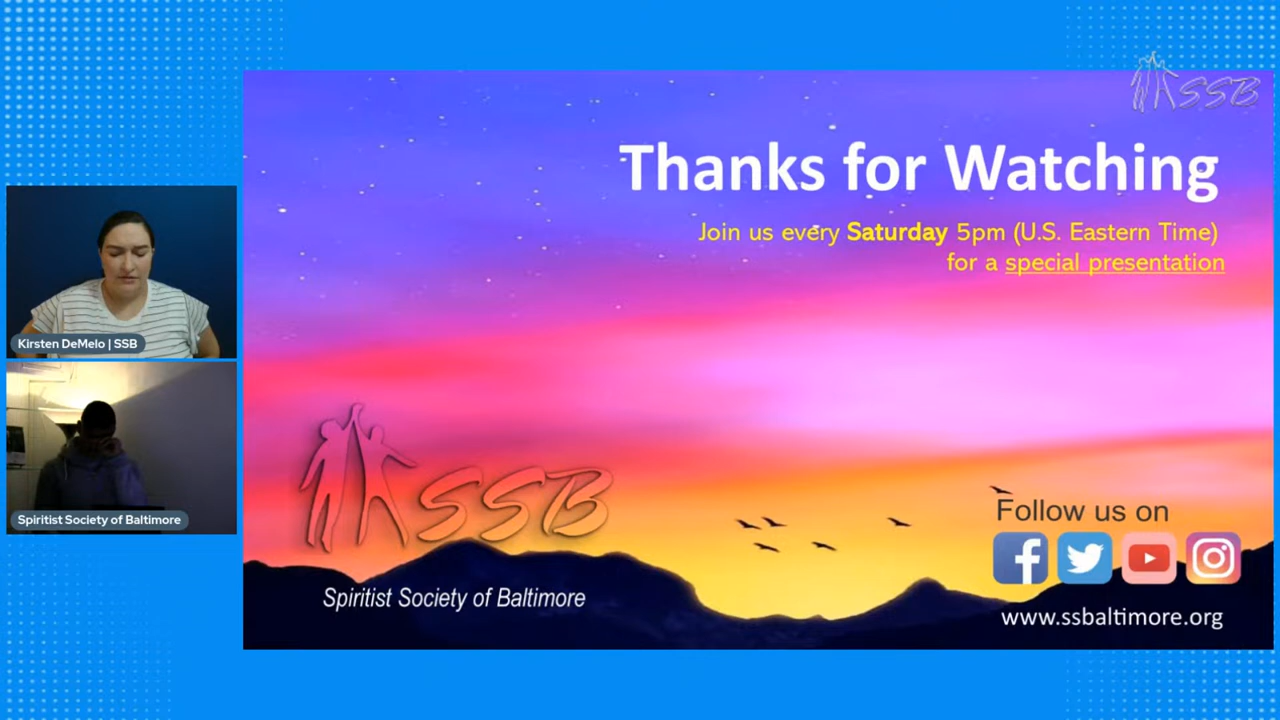 SSB
Thanks for Watching
Join us every Saturday 5pm (U.S. Eastern Time)
for a special presentation
Kirsten DeMelo | SSB
Spiritist Society of Baltimore
SSB
Spiritist Society of Baltimore
Follow us on
www.ssbaltimore.org